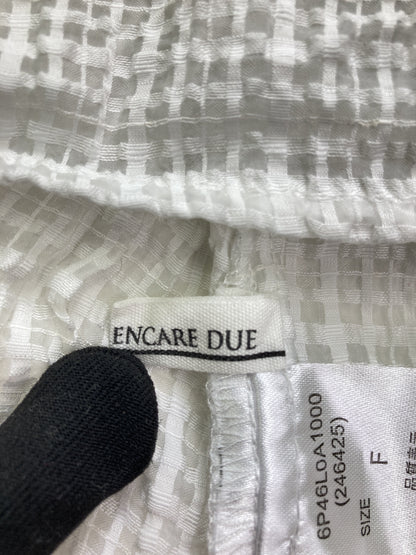 ENCARE DUE
6P46L0A1000
(246425)
SIZE F
品質表示